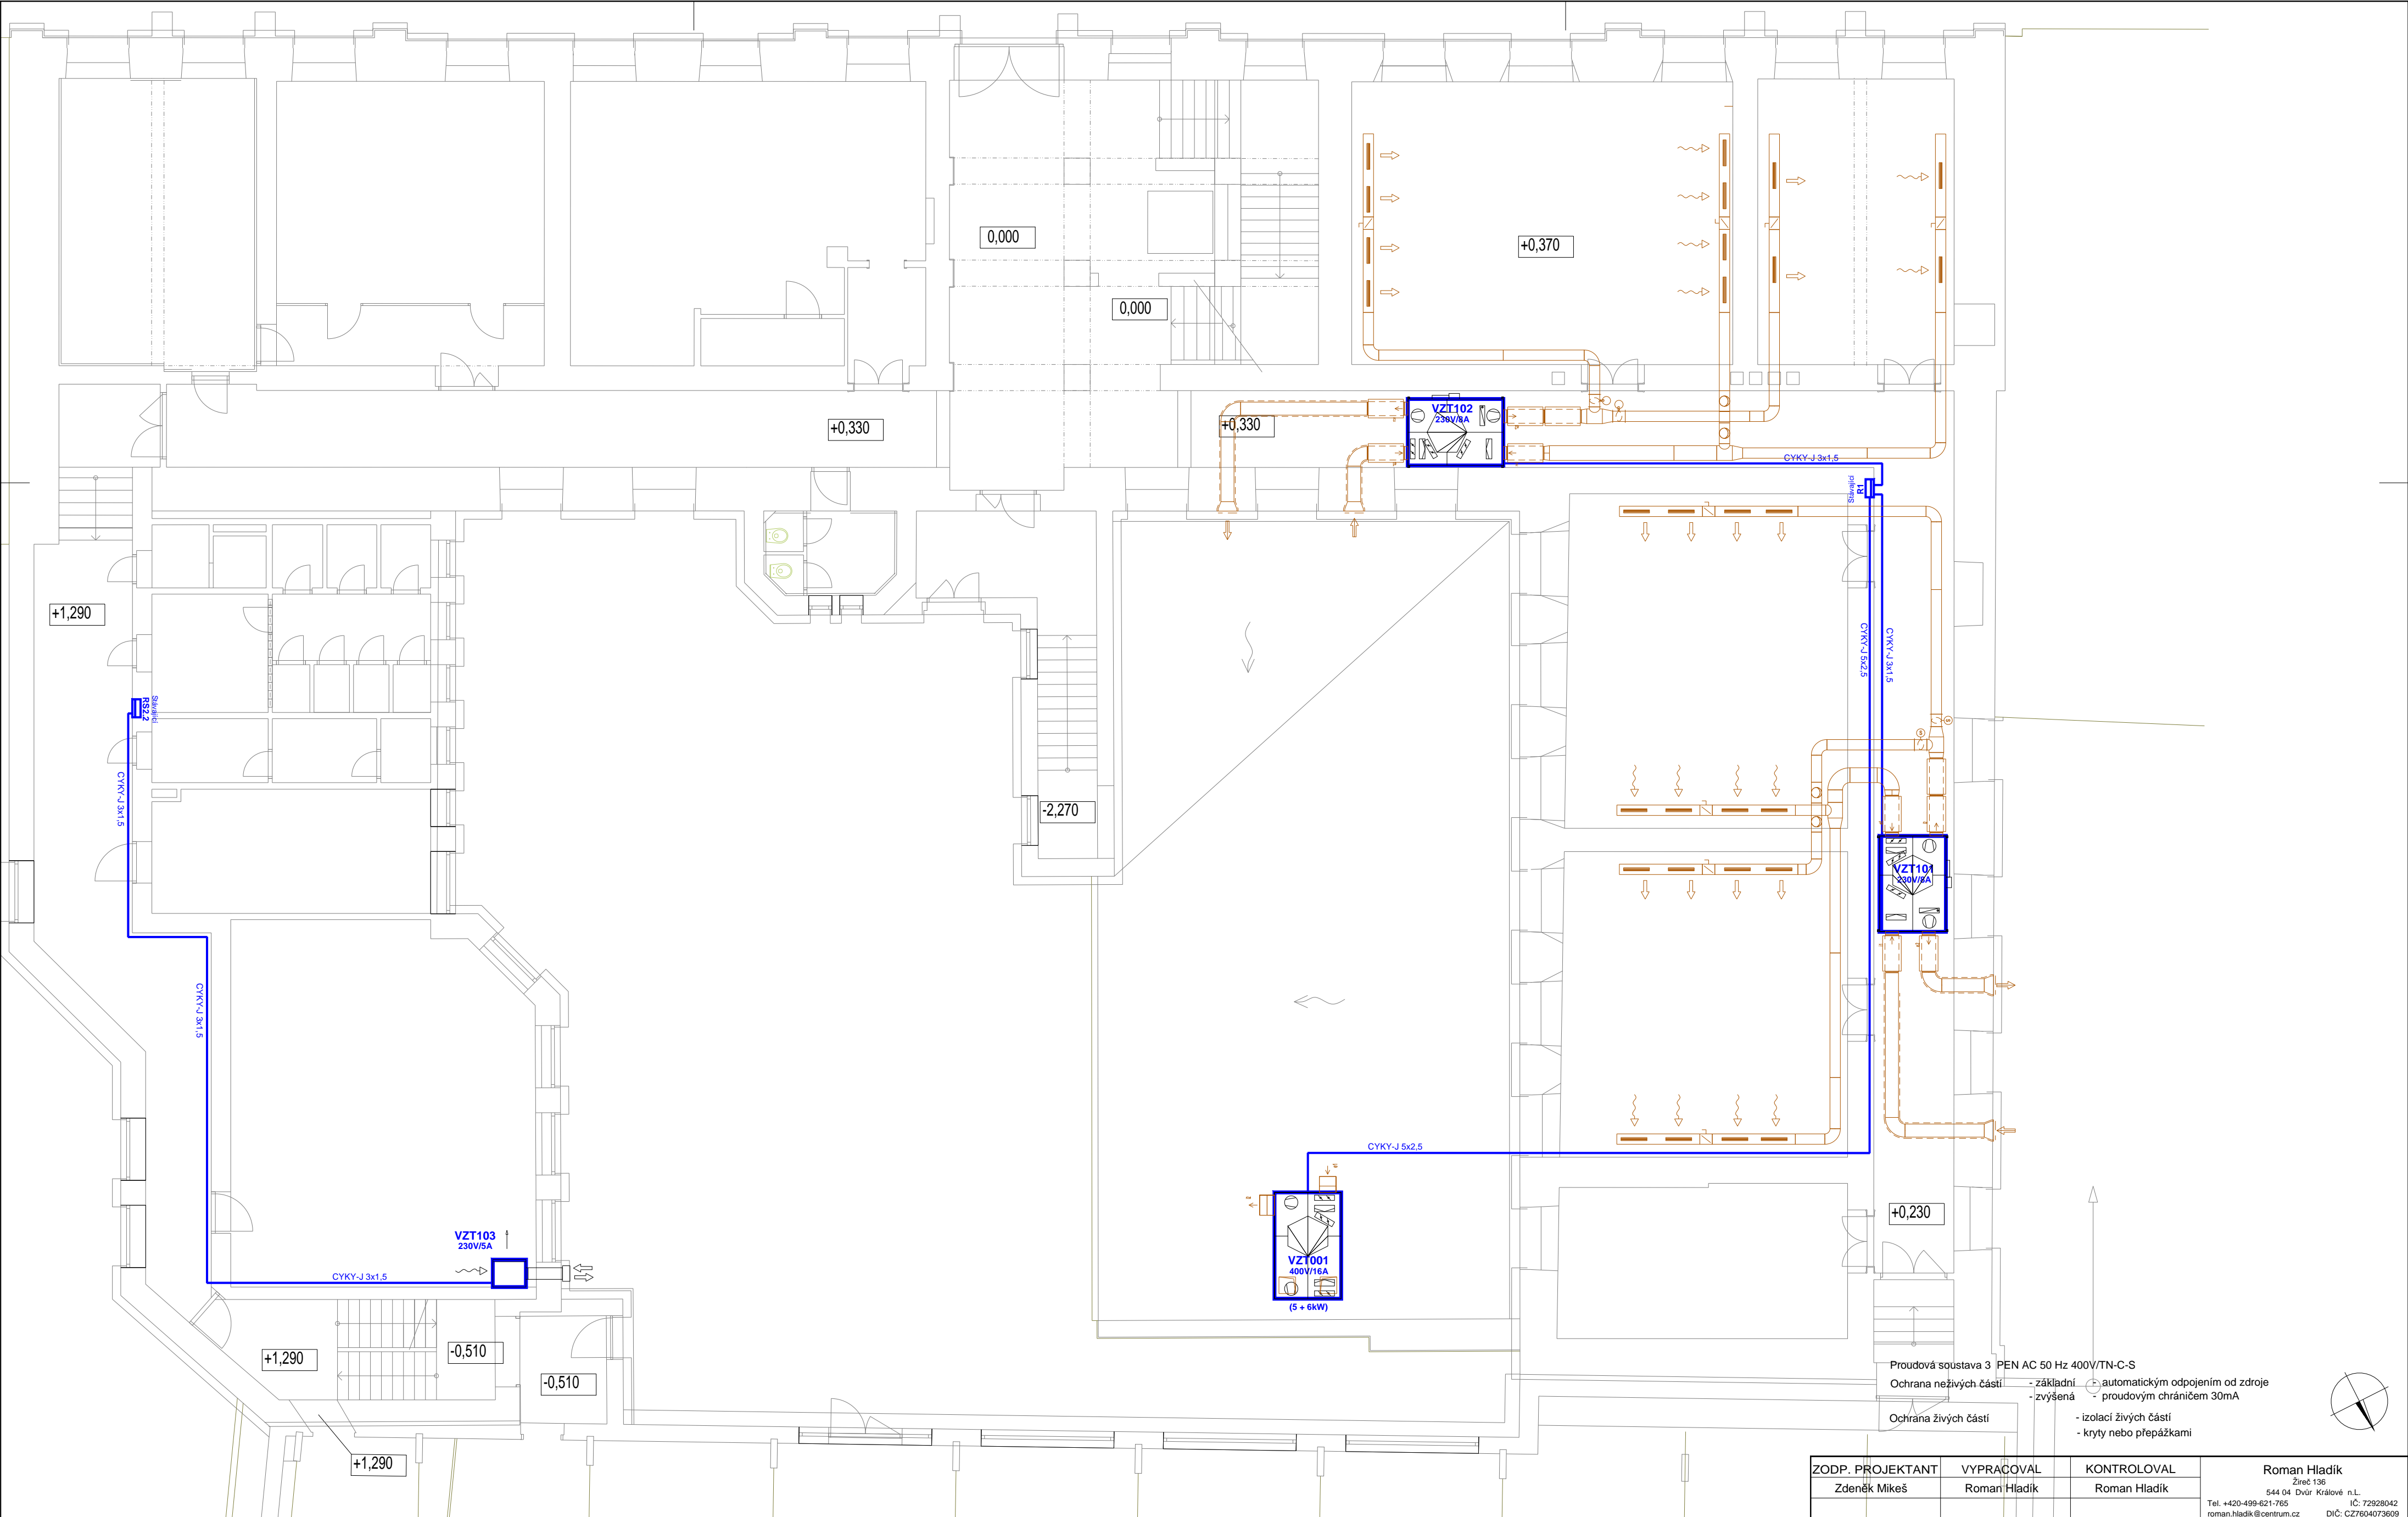 0,000
+0,370
0,000
+0,330
+0,330
VZT102
230V/8A
CYKY-J 3x1,5
Stávající
R1
+1,290
CYKY-J 5x2,5
CYKY-J 3x1,5
Stávající
RS2.2
CYKY-J 3x1,5
-2,270
VZT101
230V/8A
CYKY-J 3x1,5
CYKY-J 5x2,5
+0,230
VZT103
230V/5A
CYKY-J 3x1,5
VZT001
400V/16A
(5 + 6kW)
+1,290
-0,510
-0,510
+1,290
Proudová soustava 3 PEN AC 50 Hz 400V/TN-C-S
Ochrana neživých částí - základní - automatickým odpojením od zdroje
- zvýšená - proudovým chráničem 30mA
Ochrana živých částí - izolací živých částí
- kryty nebo přepážkami
ZODP. PROJEKTANT VYPRACOVAL KONTROLOVAL
Zdeněk Mikeš Roman Hladík Roman Hladík
Roman Hladík
Žireč 136
544 04 Dvůr Králové n.L.
Tel. +420-499-621-765 IČ: 72928042
roman.hladik@centrum.cz DIČ: CZ7604073609